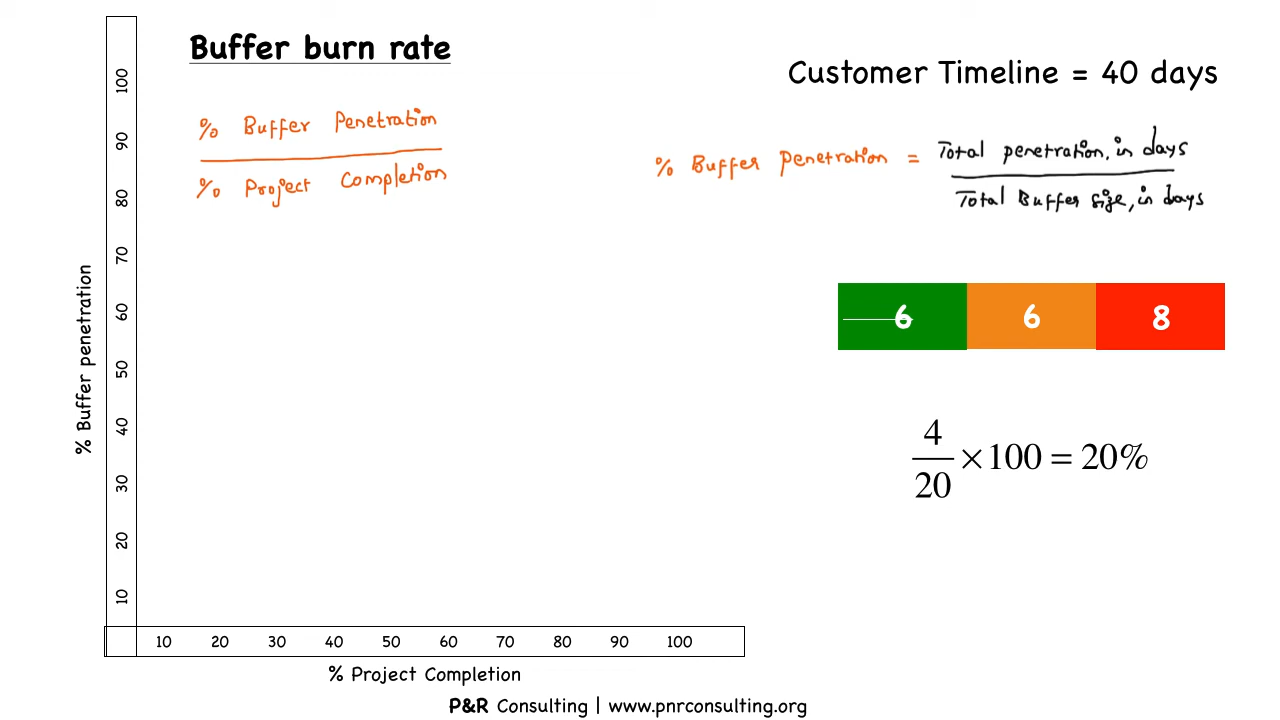 Buffer burn rate
% Buffer Penetration
% Project Completion
Customer Timeline = 40 days
% Buffer Penetration = Total penetration, in days
Total Buffer size, in days
6 6 8
4
20
×100 = 20%
% Buffer penetration
100
90
80
70
60
50
40
30
20
10
10 20 30 40 50 60 70 80 90 100
% Project Completion
P&R Consulting | www.pnrconsulting.org